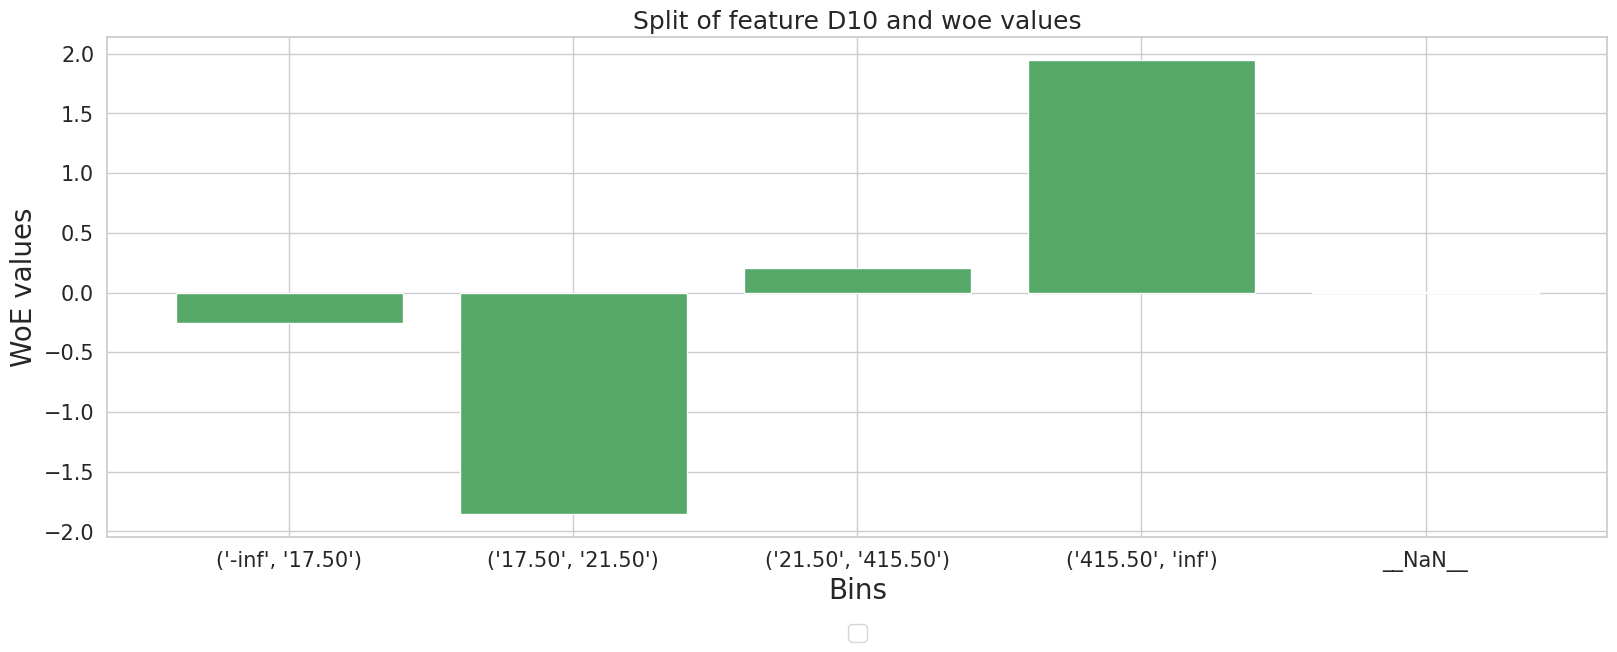 Split of feature D10 and woe values
2.0
1.5
1.0
0.5
0.0
−0.5
−1.0
−1.5
−2.0
WoE values
('-inf', '17.50') ('17.50', '21.50') ('21.50', '415.50') ('415.50', 'inf') __NaN__
Bins